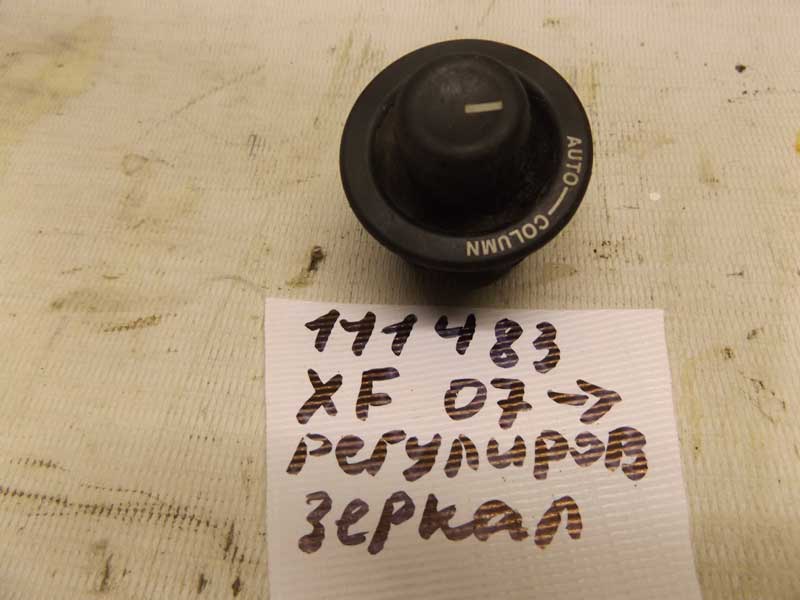 AUTO—COLUMN
111483
XF 07->
регулиров
зеркал